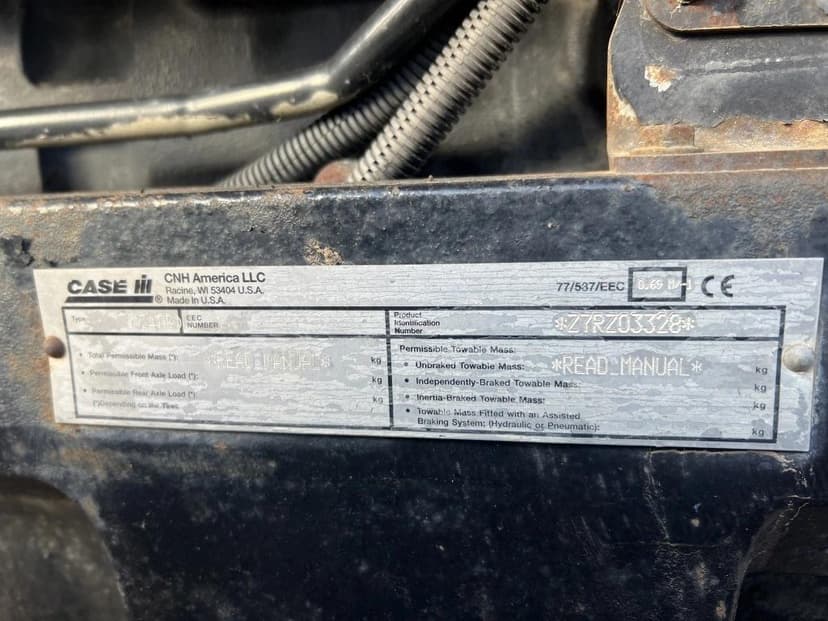 CASE IH®
CNH America LLC
Racine, WI 53404 U.S.A.
Made in U.S.A.
77/537/EEC
CE
Type
EEC NUMBER
Product Identification Number
*Z7RZ03328*
• Total Permissible Mass (*): *READ_MANUAL* kg
• Permissible Front Axle Load (*): kg
• Permissible Rear Axle Load (*): kg
(*)Depending on the Tires
Permissible Towable Mass:
• Unbraked Towable Mass: *READ_MANUAL* kg
• Independently-Braked Towable Mass: kg
• Inertia-Braked Towable Mass: kg
• Towable Mass Fitted with an Assisted
Braking System: (Hydraulic or Pneumatic): kg